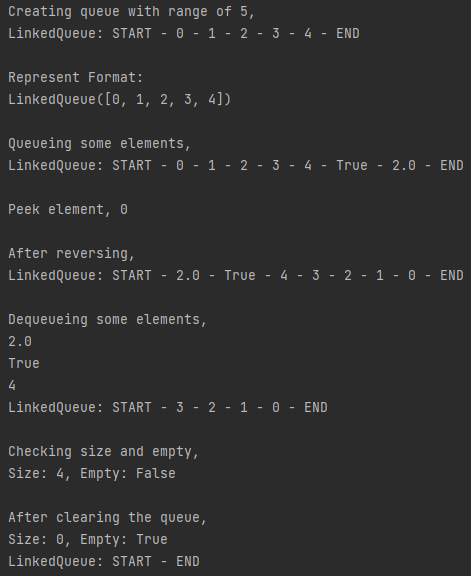 Creating queue with range of 5,
LinkedQueue: START - 0 - 1 - 2 - 3 - 4 - END
Represent Format:
LinkedQueue([0, 1, 2, 3, 4])
Queueing some elements,
LinkedQueue: START - 0 - 1 - 2 - 3 - 4 - True - 2.0 - END
Peek element, 0
After reversing,
LinkedQueue: START - 2.0 - True - 4 - 3 - 2 - 1 - 0 - END
Dequeueing some elements,
2.0
True
4
LinkedQueue: START - 3 - 2 - 1 - 0 - END
Checking size and empty,
Size: 4, Empty: False
After clearing the queue,
Size: 0, Empty: True
LinkedQueue: START - END